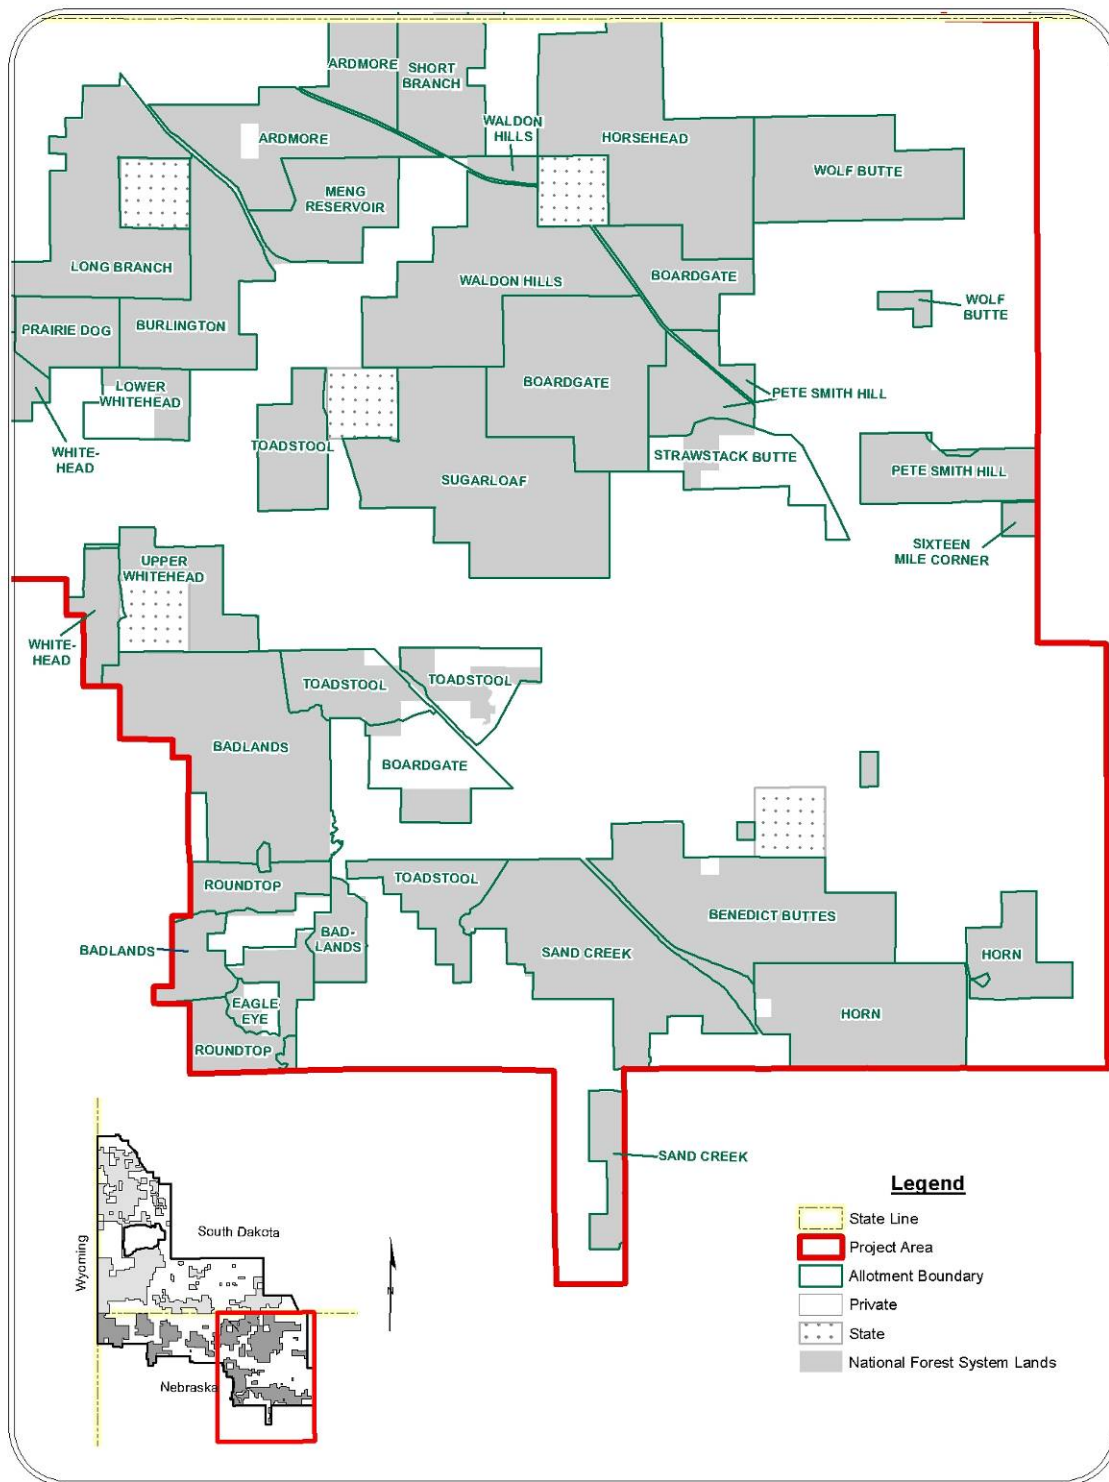 ARDMORE
SHORT
BRANCH
WALDON
HILLS
ARDMORE
HORSEHEAD
WOLF BUTTE
MENG
RESERVOIR
LONG BRANCH
WALDON HILLS
BOARDGATE
WOLF
BUTTE
PRAIRIE DOG
BURLINGTON
LOWER
WHITEHEAD
BOARDGATE
PETE SMITH HILL
WHITE-
HEAD
TOADSTOOL
SUGARLOAF
STRAWSTACK BUTTE
PETE SMITH HILL
SIXTEEN
MILE CORNER
UPPER
WHITEHEAD
WHITE-
HEAD
TOADSTOOL
TOADSTOOL
BADLANDS
BOARDGATE
ROUNDTOP
TOADSTOOL
BENEDICT BUTTES
BADLANDS
BAD-
LANDS
SAND CREEK
HORN
EAGLE
EYE
HORN
ROUNDTOP
SAND CREEK
Wyoming
South Dakota
Nebraska
Legend
State Line
Project Area
Allotment Boundary
Private
State
National Forest System Lands